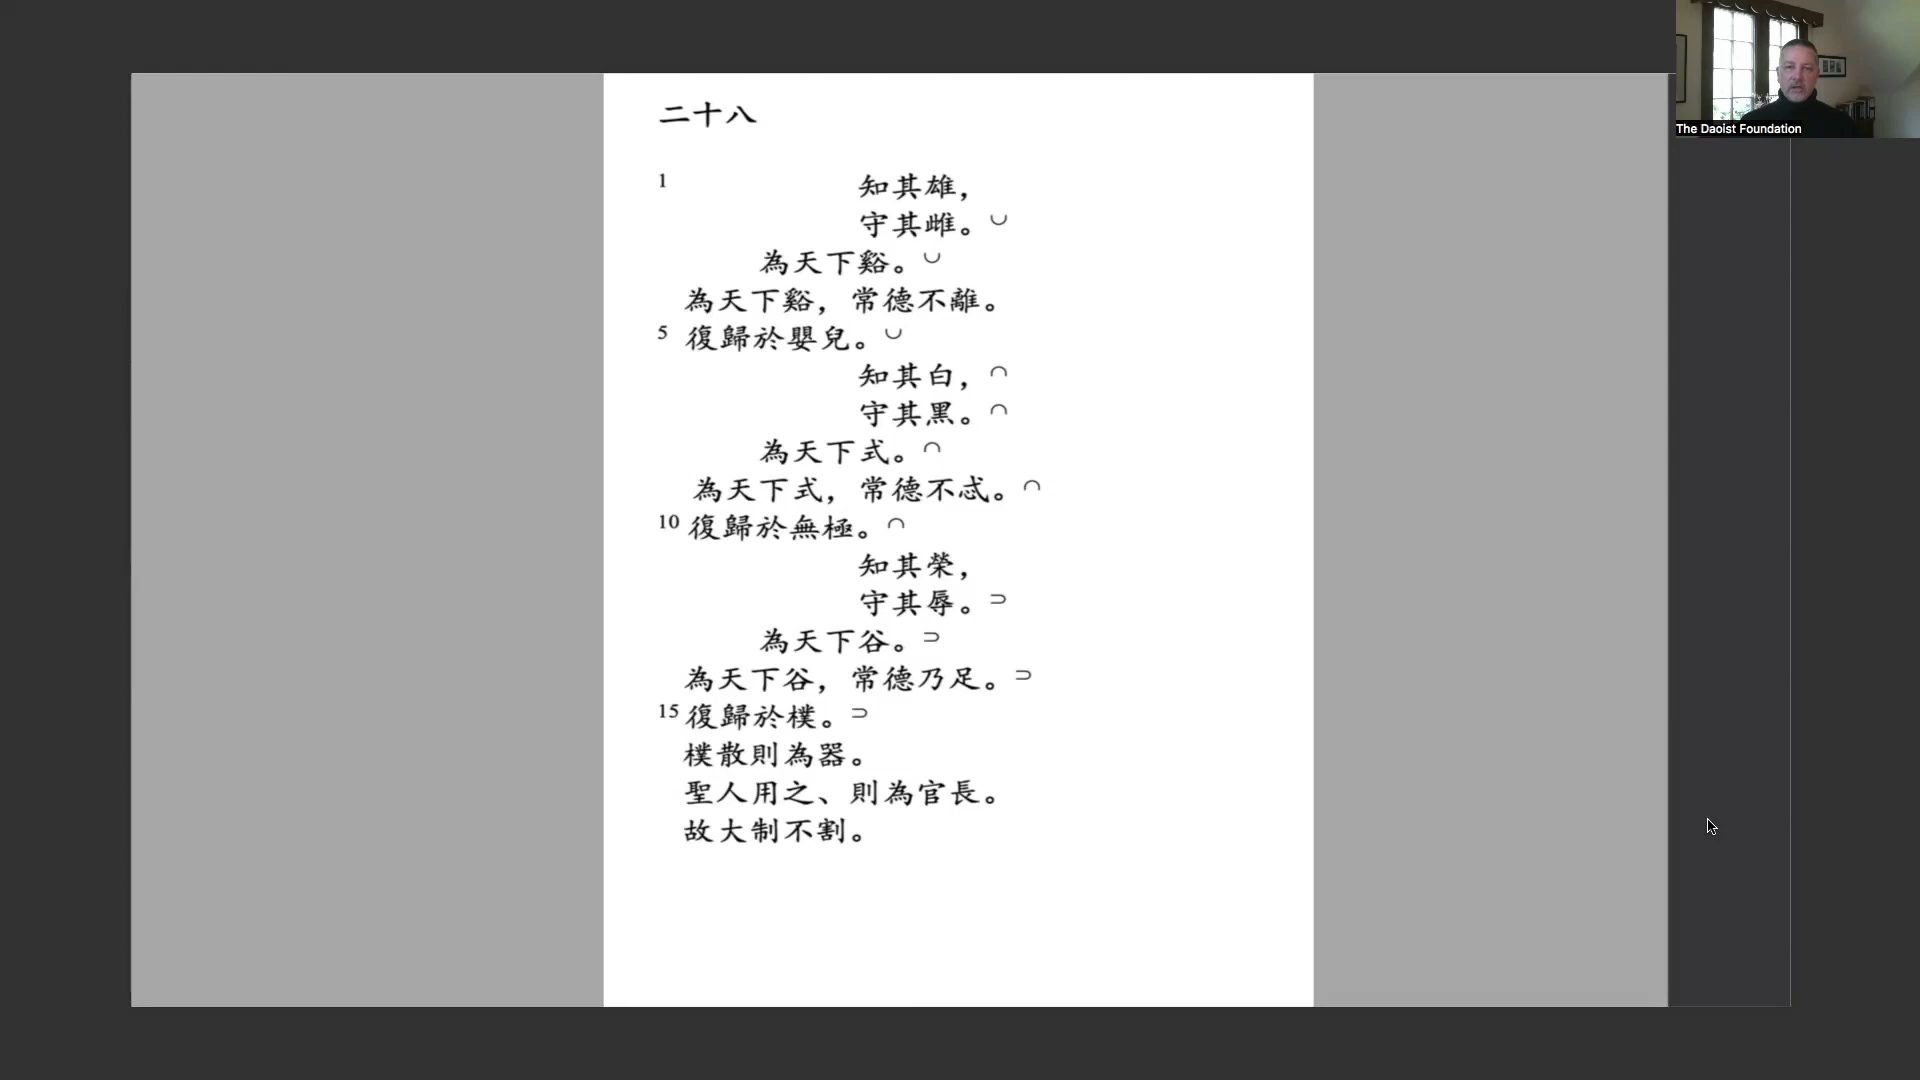 二十八
1 知其雄，
守其雌。◡
為天下谿。◡
為天下谿，常德不離。
5 復歸於嬰兒。◡
知其白，◠
守其黑。◠
為天下式。◠
為天下式，常德不忒。◠
10 復歸於無極。◠
知其榮，
守其辱。⊃
為天下谷。⊃
為天下谷，常德乃足。⊃
15 復歸於樸。⊃
樸散則為器。
聖人用之、則為官長。
故大制不割。
The Daoist Foundation